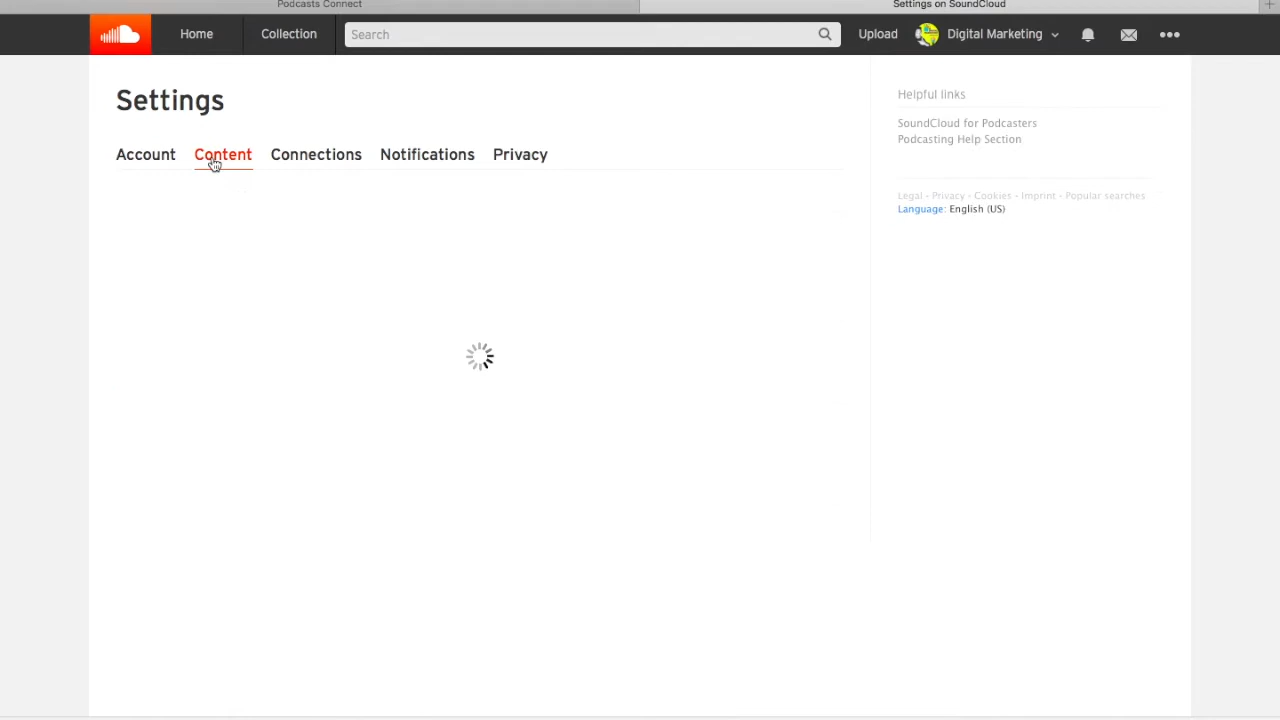 Podcasts Connect
Settings on SoundCloud
Home
Collection
Search
Upload
Digital Marketing
Settings
Account
Content
Connections
Notifications
Privacy
Helpful links
SoundCloud for Podcasters
Podcasting Help Section
Legal - Privacy - Cookies - Imprint - Popular searches
Language: English (US)